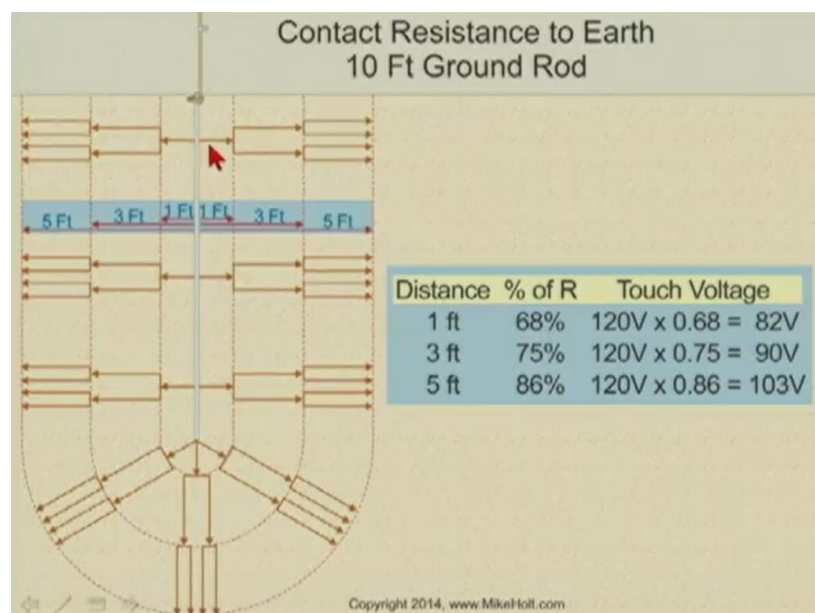 Contact Resistance to Earth
10 Ft Ground Rod
5 Ft 3 Ft 1 Ft 1 Ft 3 Ft 5 Ft
Distance % of R Touch Voltage
1 ft 68% 120V x 0.68 = 82V
3 ft 75% 120V x 0.75 = 90V
5 ft 86% 120V x 0.86 = 103V
Copyright 2014, www.MikeHolt.com